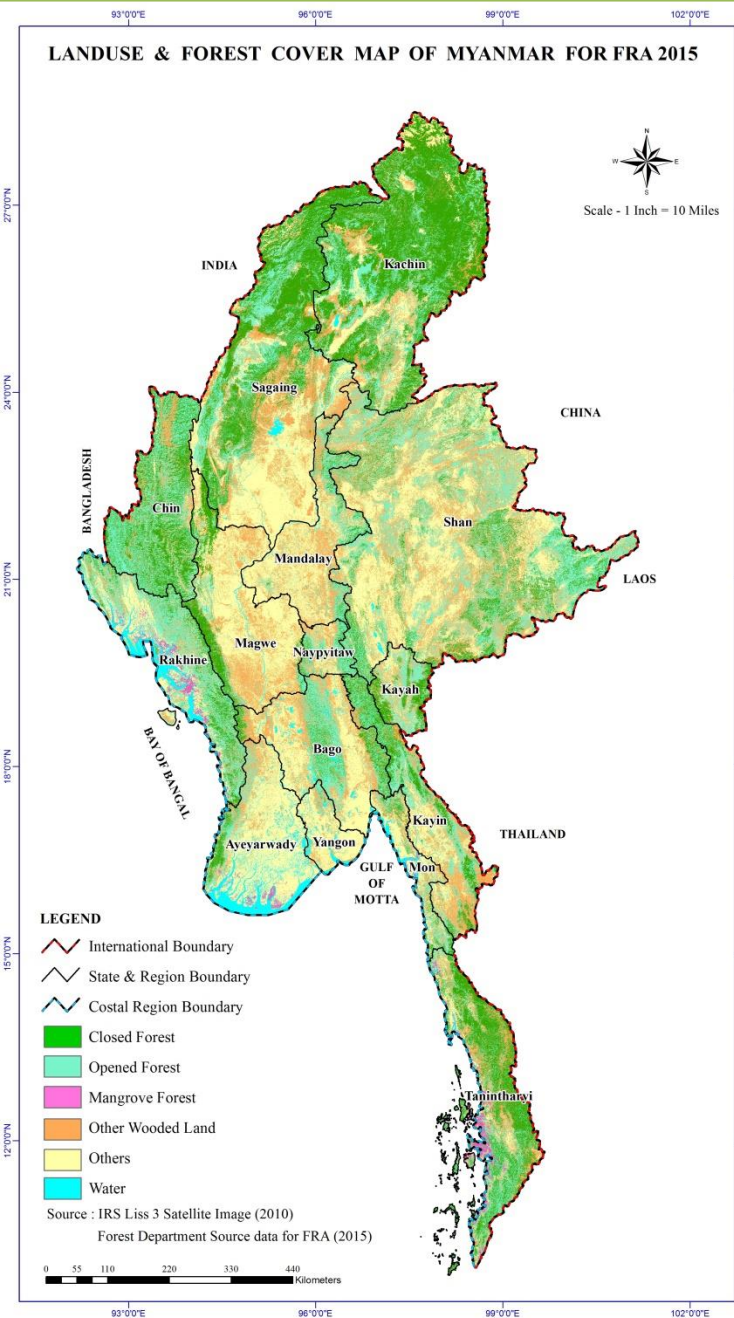 93°0'0"E 96°0'0"E 99°0'0"E 102°0'0"E
LANDUSE & FOREST COVER MAP OF MYANMAR FOR FRA 2015
N
W E
S
Scale - 1 Inch = 10 Miles
27°0'0"N
INDIA
Kachin
24°0'0"N
Sagaing
CHINA
BANGLADESH
Chin
Shan
Mandalay
21°0'0"N
LAOS
Magwe
Naypyitaw
Rakhine
Kayah
BAY OF BANGAL
Bago
18°0'0"N
Kayin
THAILAND
Ayeyarwady
Yangon
GULF
OF
MOTTA
Mon
15°0'0"N
Tanintharyi
12°0'0"N
LEGEND
International Boundary
State & Region Boundary
Costal Region Boundary
Closed Forest
Opened Forest
Mangrove Forest
Other Wooded Land
Others
Water
Source : IRS Liss 3 Satellite Image (2010)
Forest Department Source data for FRA (2015)
0 55 110 220 330 440
Kilometers
93°0'0"E 96°0'0"E 99°0'0"E 102°0'0"E